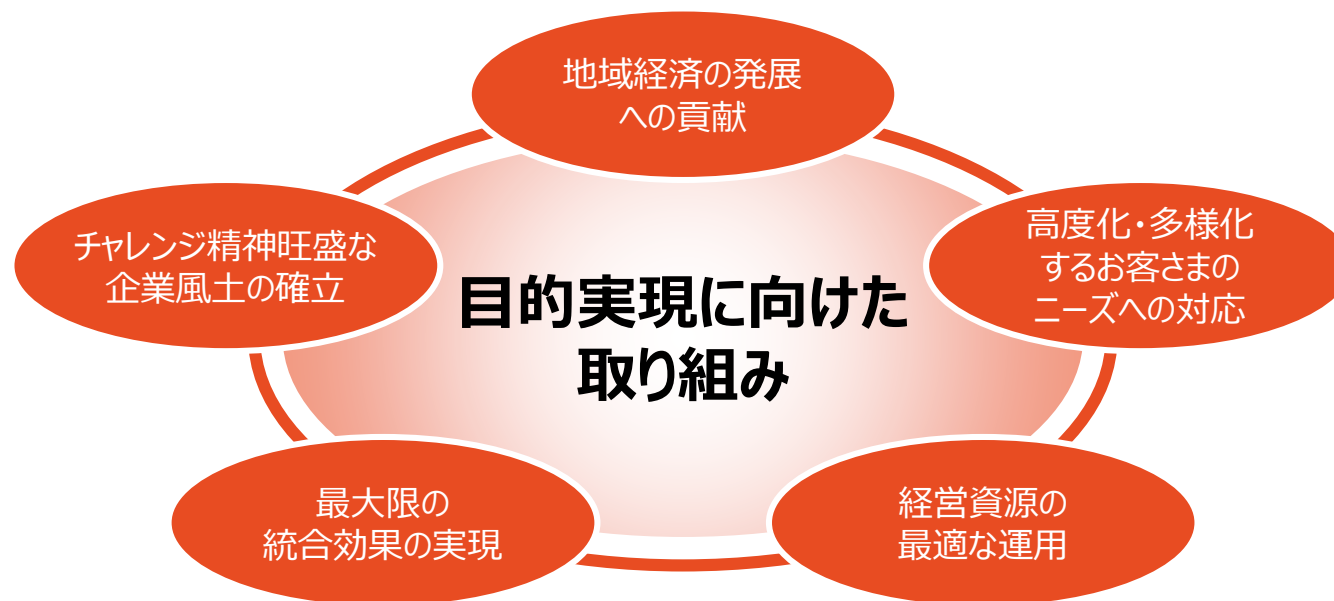 地域経済の発展
への貢献
チャレンジ精神旺盛な
企業風土の確立
高度化・多様化
するお客さまの
ニーズへの対応
目的実現に向けた
取り組み
最大限の
統合効果の実現
経営資源の
最適な運用